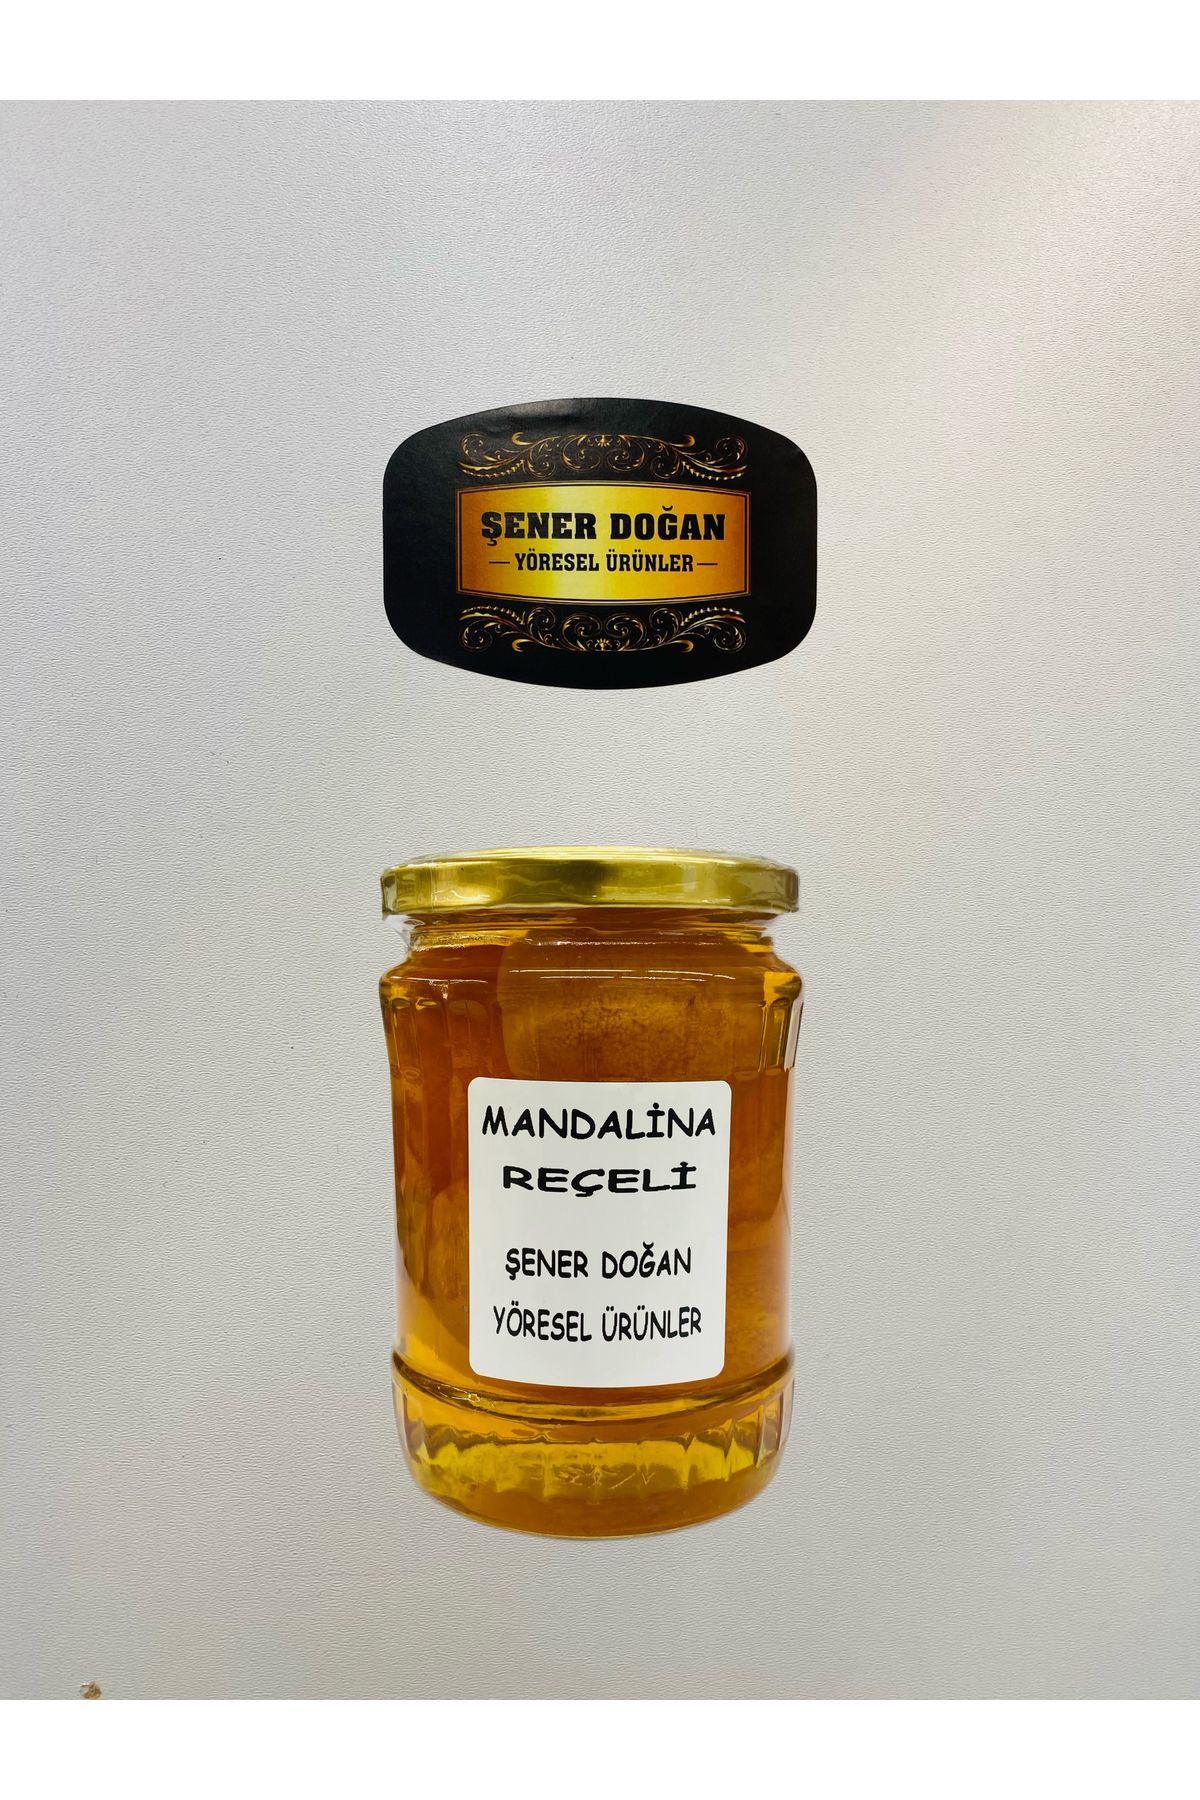 ŞENER DOĞAN
YÖRESEL ÜRÜNLER
MANDALİNA
REÇELİ
ŞENER DOĞAN
YÖRESEL ÜRÜNLER